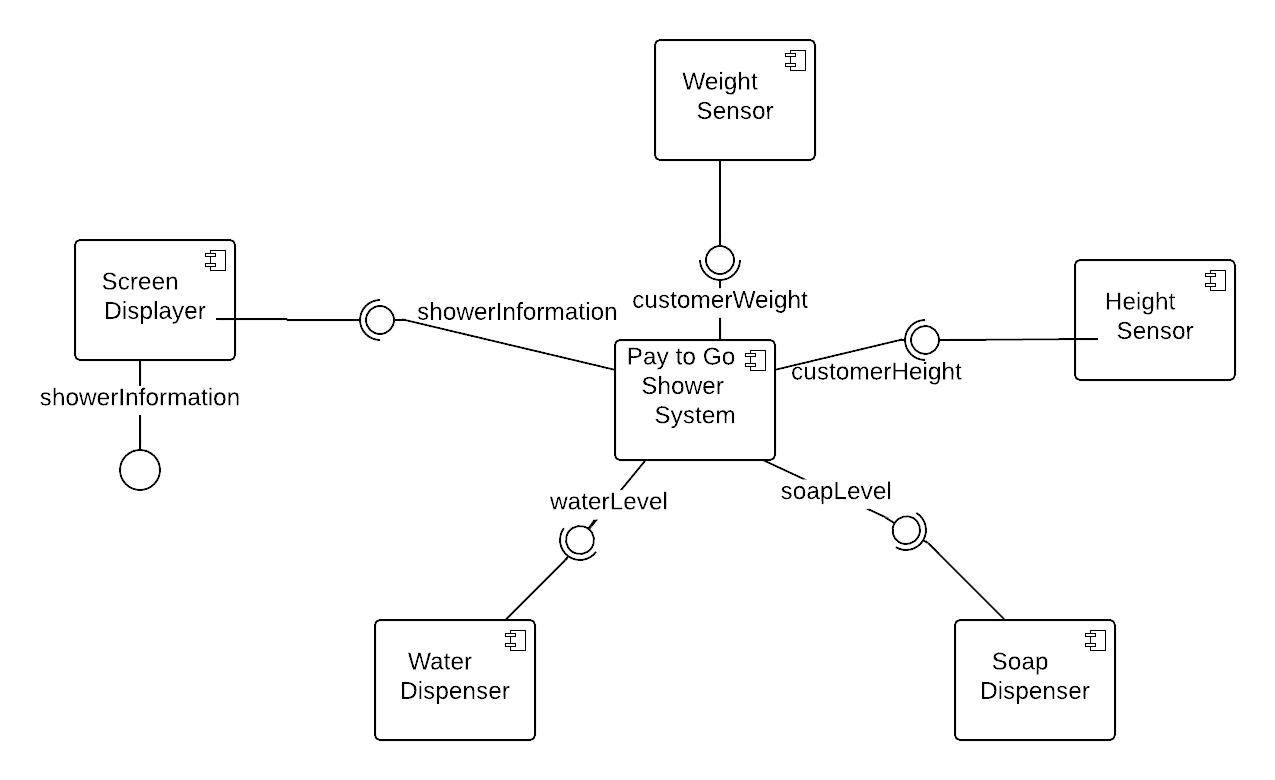 Weight
Sensor
Screen
Displayer
showerInformation
customerWeight
Height
Sensor
showerInformation
Pay to Go
Shower
System
customerHeight
waterLevel
soapLevel
Water
Dispenser
Soap
Dispenser